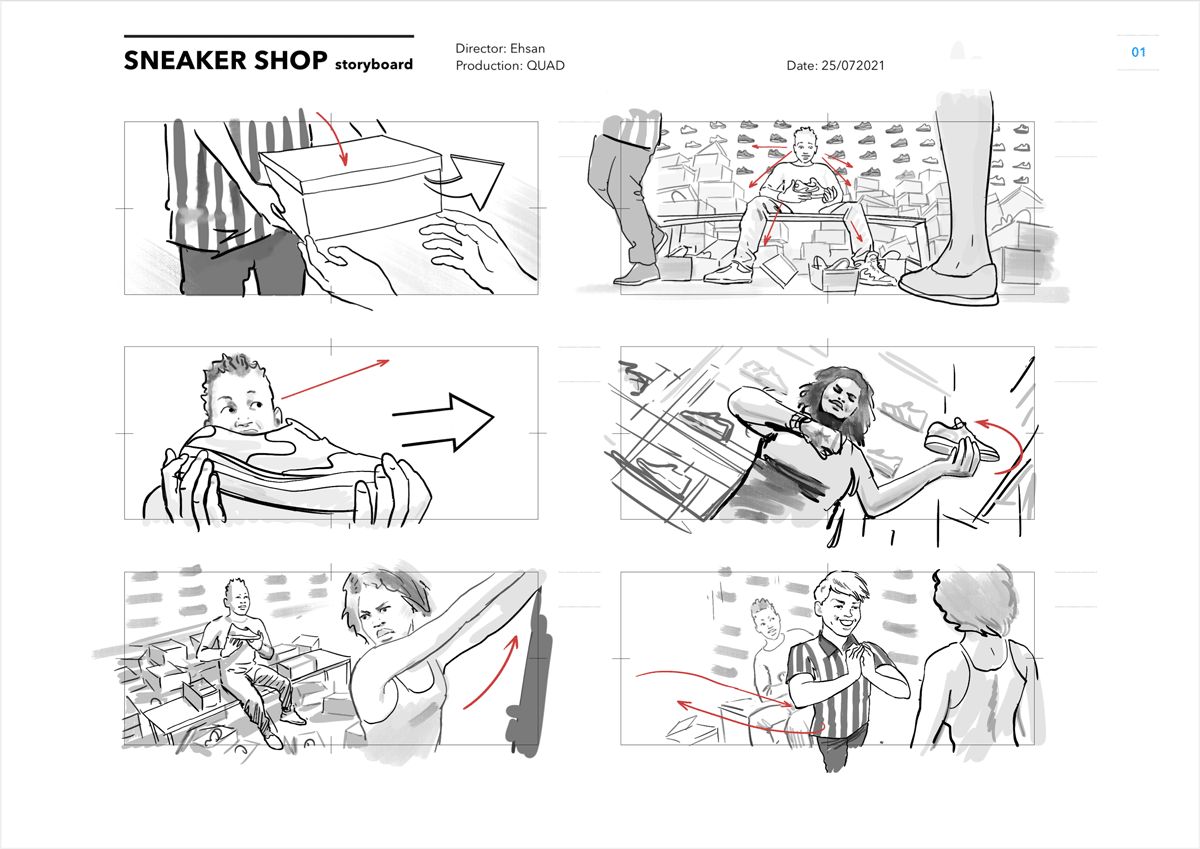 SNEAKER SHOP storyboard
Director: Ehsan
Production: QUAD
Date: 25/072021
01